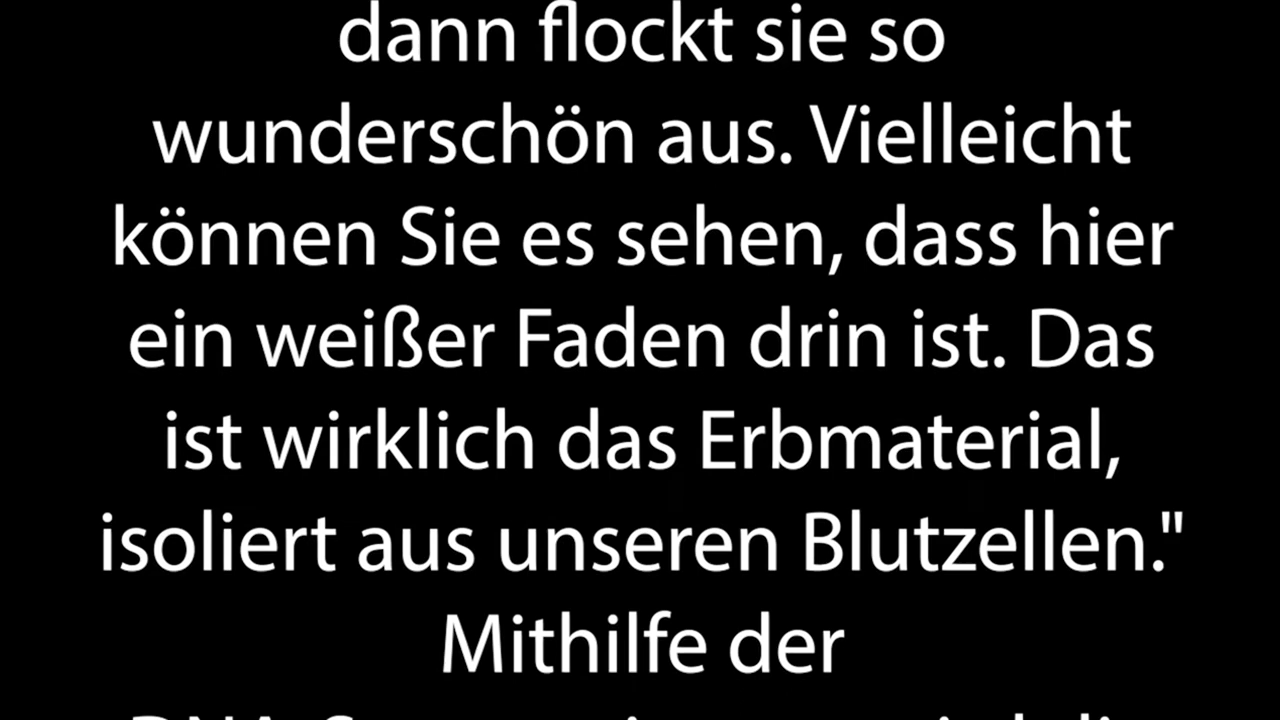 dann flockt sie so
wunderschön aus. Vielleicht
können Sie es sehen, dass hier
ein weißer Faden drin ist. Das
ist wirklich das Erbmaterial,
isoliert aus unseren Blutzellen."
Mithilfe der